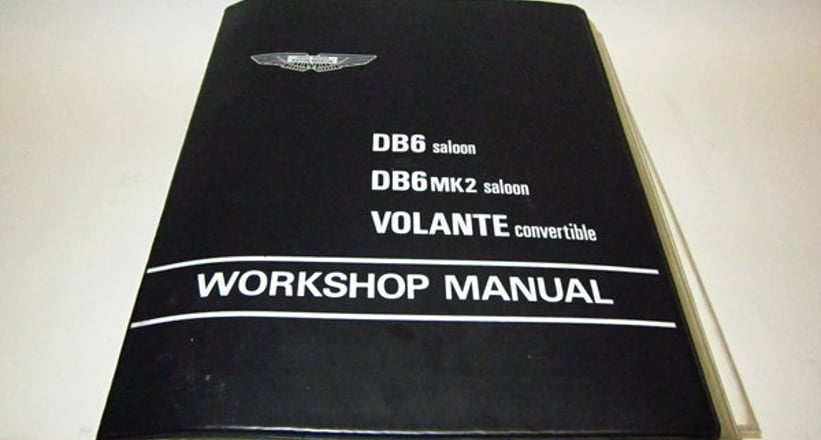 DB6 saloon
DB6 MK2 saloon
VOLANTE convertible
WORKSHOP MANUAL